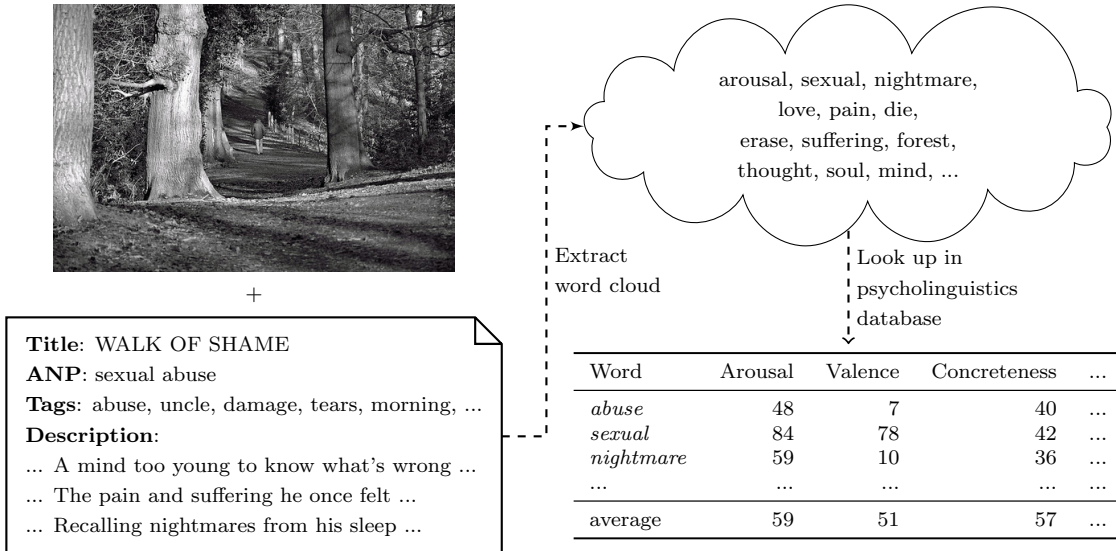 +
Title: WALK OF SHAME
ANP: sexual abuse
Tags: abuse, uncle, damage, tears, morning, ...
Description:
... A mind too young to know what's wrong ...
... The pain and suffering he once felt ...
... Recalling nightmares from his sleep ...
Extract
word cloud
arousal, sexual, nightmare,
love, pain, die,
erase, suffering, forest,
thought, soul, mind, ...
Look up in
psycholinguistics
database
Word Arousal Valence Concreteness ...
abuse 48 7 40 ...
sexual 84 78 42 ...
nightmare 59 10 36 ...
... ... ... ... ...
average 59 51 57 ...